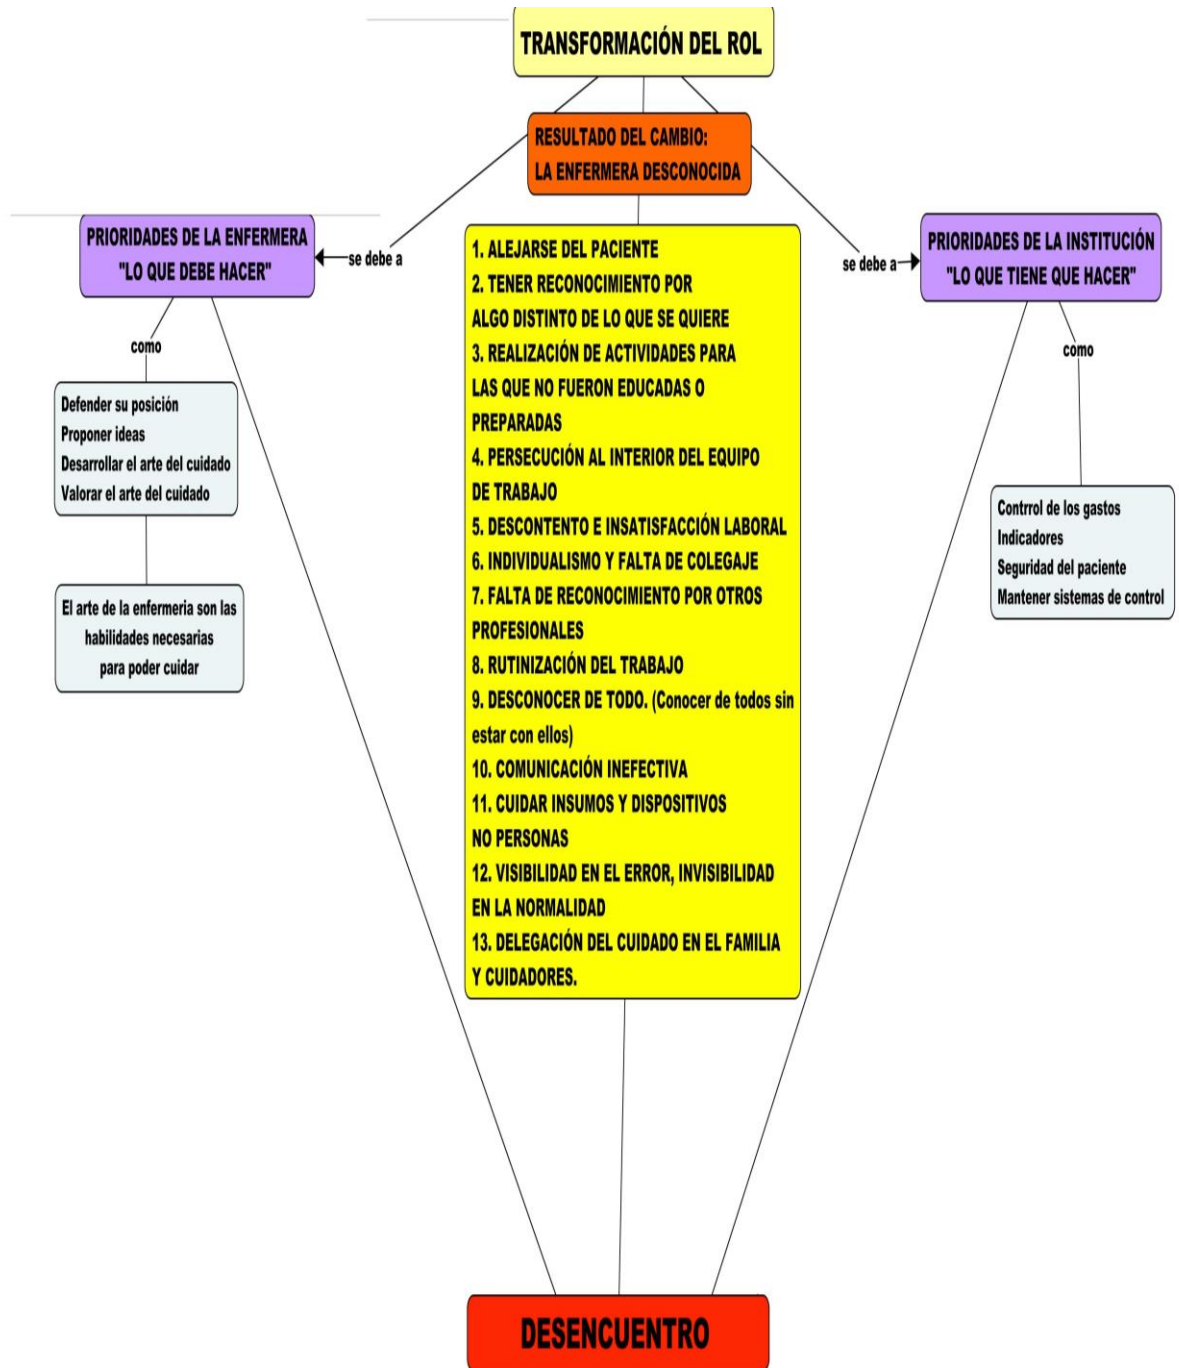 TRANSFORMACIÓN DEL ROL
RESULTADO DEL CAMBIO:
LA ENFERMERA DESCONOCIDA
PRIORIDADES DE LA ENFERMERA
"LO QUE DEBE HACER"
se debe a
se debe a
PRIORIDADES DE LA INSTITUCIÓN
"LO QUE TIENE QUE HACER"
como
Defender su posición
Proponer ideas
Desarrollar el arte del cuidado
Valorar el arte del cuidado
El arte de la enfermeria son las
habilidades necesarias
para poder cuidar
1. ALEJARSE DEL PACIENTE
2. TENER RECONOCIMIENTO POR
ALGO DISTINTO DE LO QUE SE QUIERE
3. REALIZACIÓN DE ACTIVIDADES PARA
LAS QUE NO FUERON EDUCADAS O
PREPARADAS
4. PERSECUCIÓN AL INTERIOR DEL EQUIPO
DE TRABAJO
5. DESCONTENTO E INSATISFACCIÓN LABORAL
6. INDIVIDUALISMO Y FALTA DE COLEGAJE
7. FALTA DE RECONOCIMIENTO POR OTROS
PROFESIONALES
8. RUTINIZACIÓN DEL TRABAJO
9. DESCONOCER DE TODO. (Conocer de todos sin
estar con ellos)
10. COMUNICACIÓN INEFECTIVA
11. CUIDAR INSUMOS Y DISPOSITIVOS
NO PERSONAS
12. VISIBILIDAD EN EL ERROR, INVISIBILIDAD
EN LA NORMALIDAD
13. DELEGACIÓN DEL CUIDADO EN EL FAMILIA
Y CUIDADORES.
como
Contrrol de los gastos
Indicadores
Seguridad del paciente
Mantener sistemas de control
DESENCUENTRO